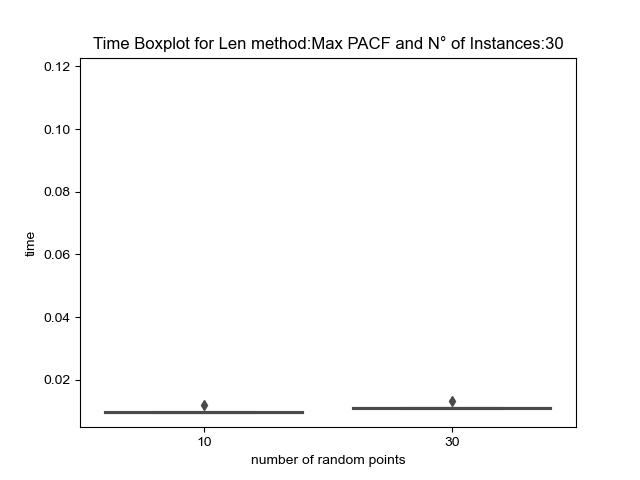 Time Boxplot for Len method:Max PACF and N° of Instances:30
0.12
0.10
0.08
0.06
0.04
0.02
time
10
30
number of random points